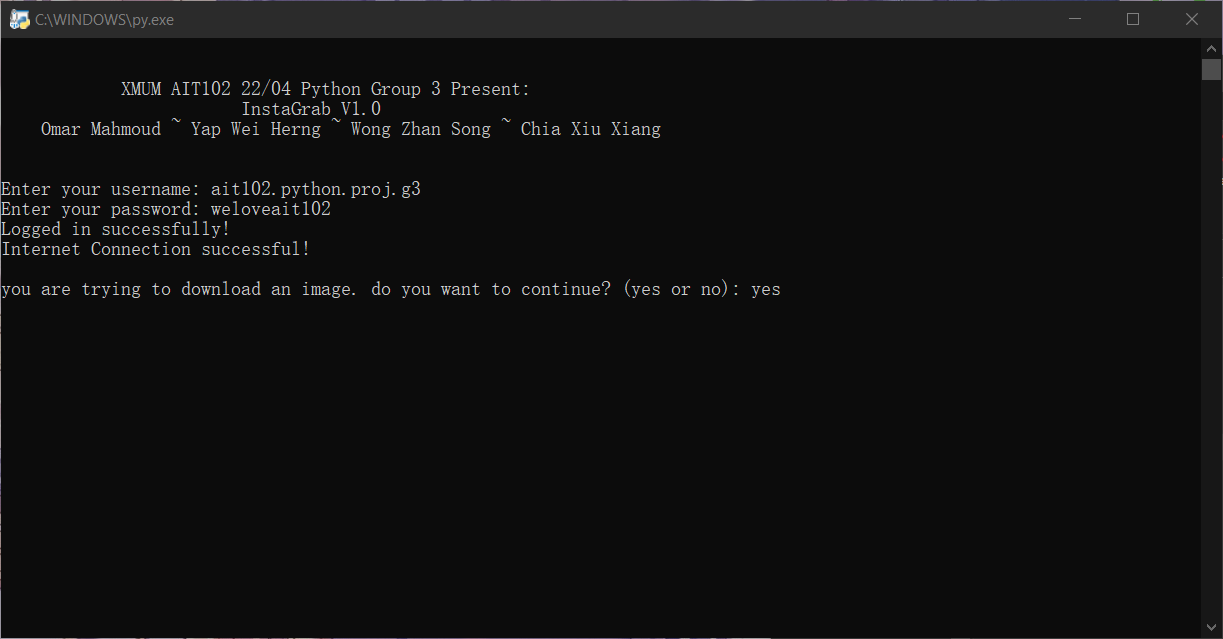 C:\WINDOWS\py.exe
XMUM AIT102 22/04 Python Group 3 Present:
InstaGrab V1.0
Omar Mahmoud ~ Yap Wei Herng ~ Wong Zhan Song ~ Chia Xiu Xiang
Enter your username: ait102.python.proj.g3
Enter your password: weloveait102
Logged in successfully!
Internet Connection successful!
you are trying to download an image. do you want to continue? (yes or no): yes